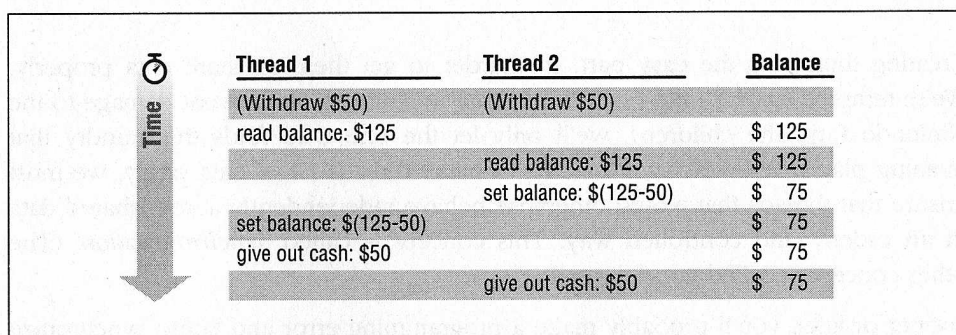 Thread 1 Thread 2 Balance
(Withdraw $50) (Withdraw $50)
read balance: $125 $ 125
read balance: $125 $ 125
set balance: $(125-50) $ 75
set balance: $(125-50) $ 75
give out cash: $50 $ 75
give out cash: $50 $ 75
Time